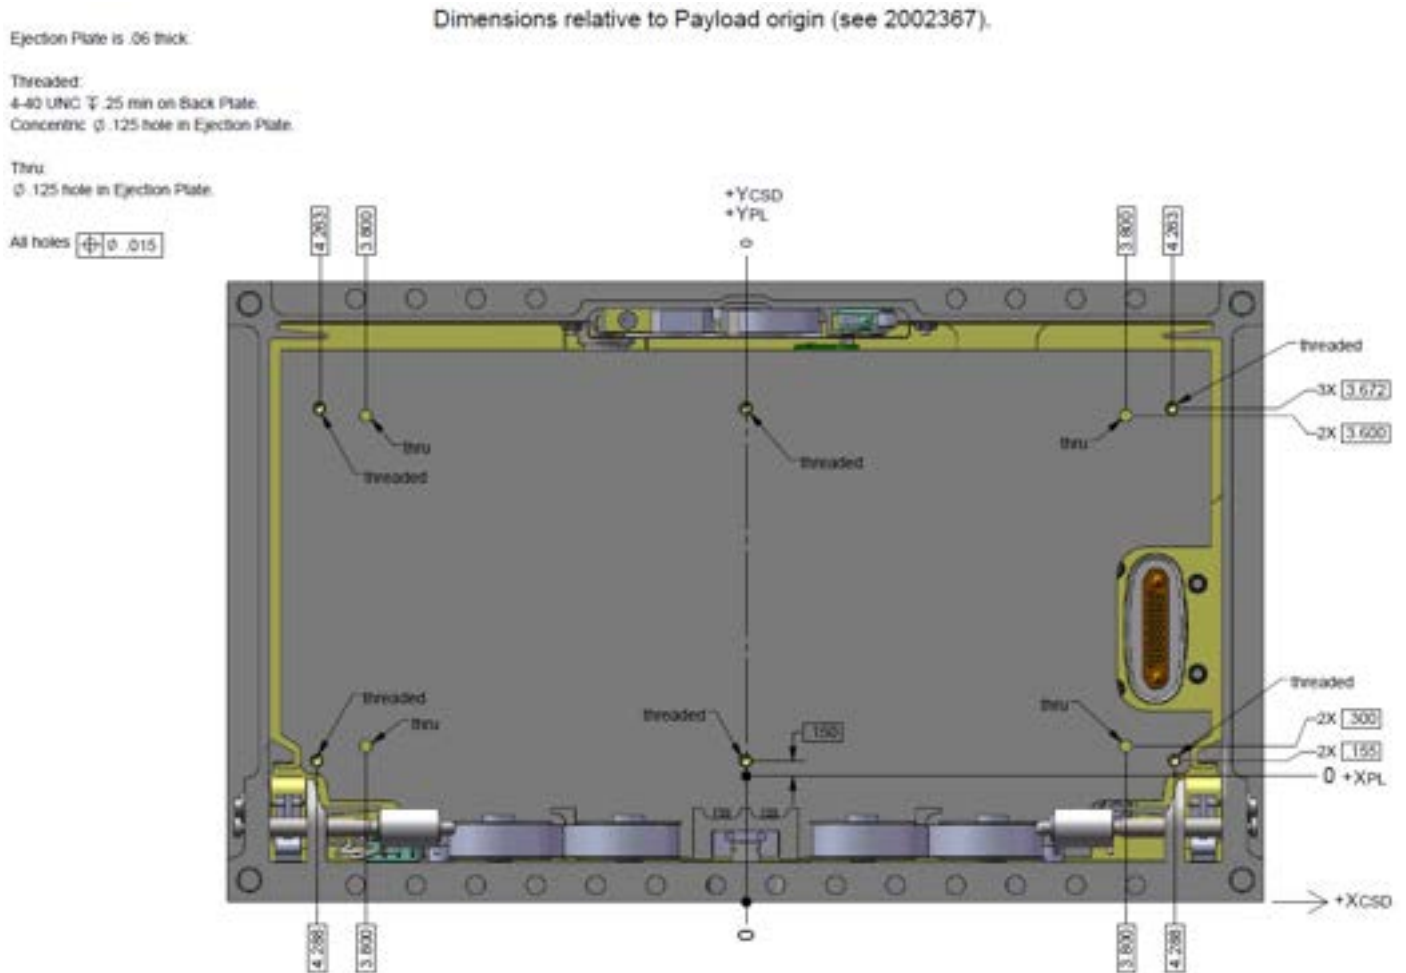 Dimensions relative to Payload origin (see 2002367).
Ejection Plate is .06 thick.
Threaded:
4-40 UNC ↧ .25 min on Back Plate.
Concentric ∅ .125 hole in Ejection Plate.
Thru:
∅ .125 hole in Ejection Plate.
All holes ⌖ ∅ .015
+YCSD
+YPL
4.263
3.800
0
3.800
4.263
threaded
3X 3.672
2X 3.600
thru
threaded
threaded
thru
threaded
thru
threaded
.150
thru
threaded
2X .300
2X .155
0 +XPL
+XCSD
4.288
3.800
0
3.800
4.288